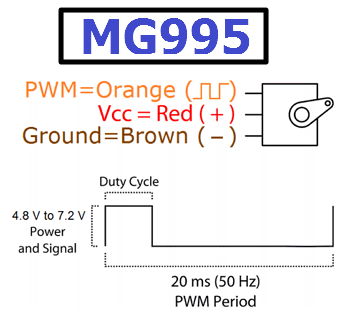 MG995
PWM=Orange (⎍⎍)
Vcc = Red ( + )
Ground=Brown ( – )
Duty Cycle
4.8 V to 7.2 V
Power
and Signal
20 ms (50 Hz)
PWM Period